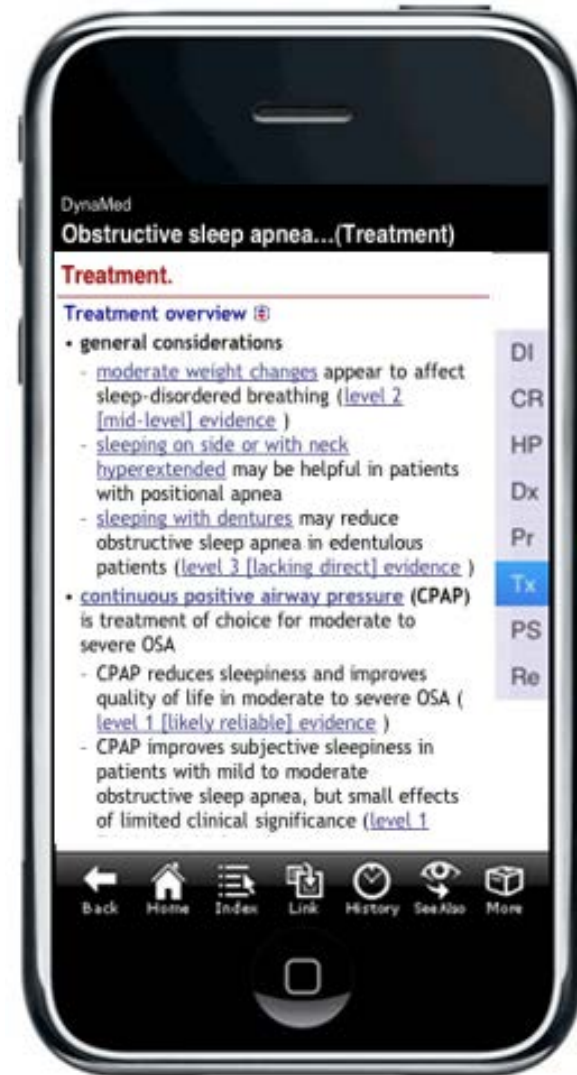 DynaMed
Obstructive sleep apnea...(Treatment)
Treatment.
Treatment overview
• general considerations
- moderate weight changes appear to affect
sleep-disordered breathing (level 2
[mid-level] evidence )
- sleeping on side or with neck
hyperextended may be helpful in patients
with positional apnea
- sleeping with dentures may reduce
obstructive sleep apnea in edentulous
patients (level 3 [lacking direct] evidence )
• continuous positive airway pressure (CPAP)
is treatment of choice for moderate to
severe OSA
- CPAP reduces sleepiness and improves
quality of life in moderate to severe OSA (
level 1 [likely reliable] evidence )
- CPAP improves subjective sleepiness in
patients with mild to moderate
obstructive sleep apnea, but small effects
of limited clinical significance (level 1
DI
CR
HP
Dx
Pr
Tx
PS
Re
Back Home Index Link History See Also More